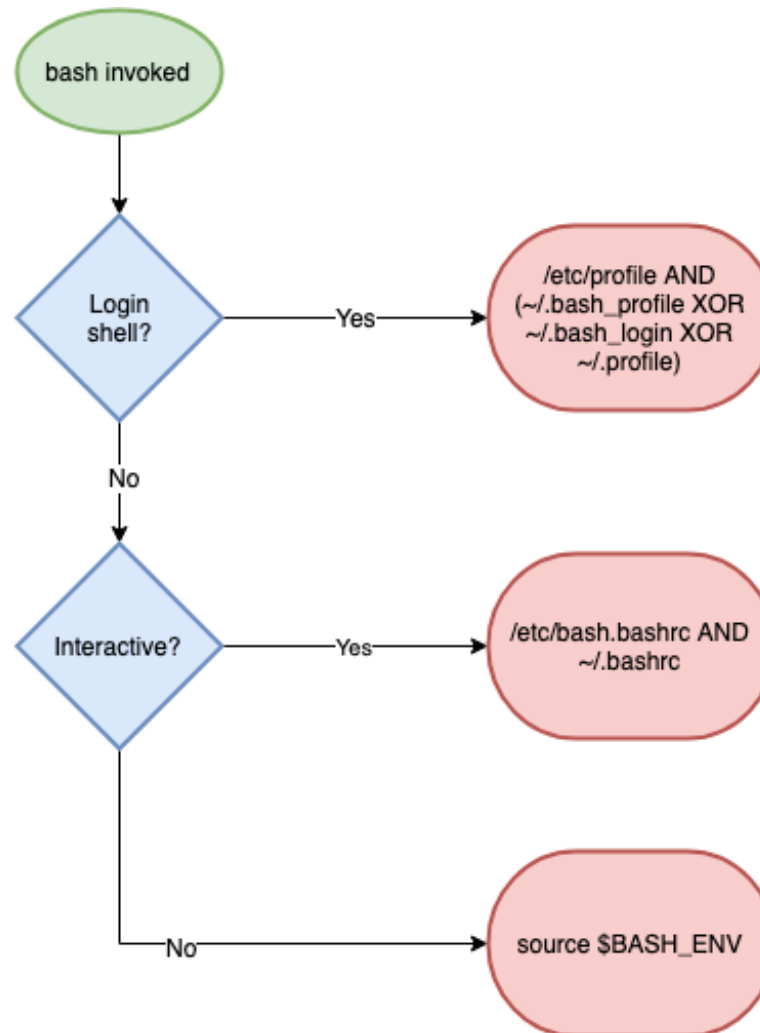 bash invoked
Login
shell?
Yes
/etc/profile AND
(~/.bash_profile XOR
~/.bash_login XOR
~/.profile)
No
Interactive?
Yes
/etc/bash.bashrc AND
~/.bashrc
No
source $BASH_ENV